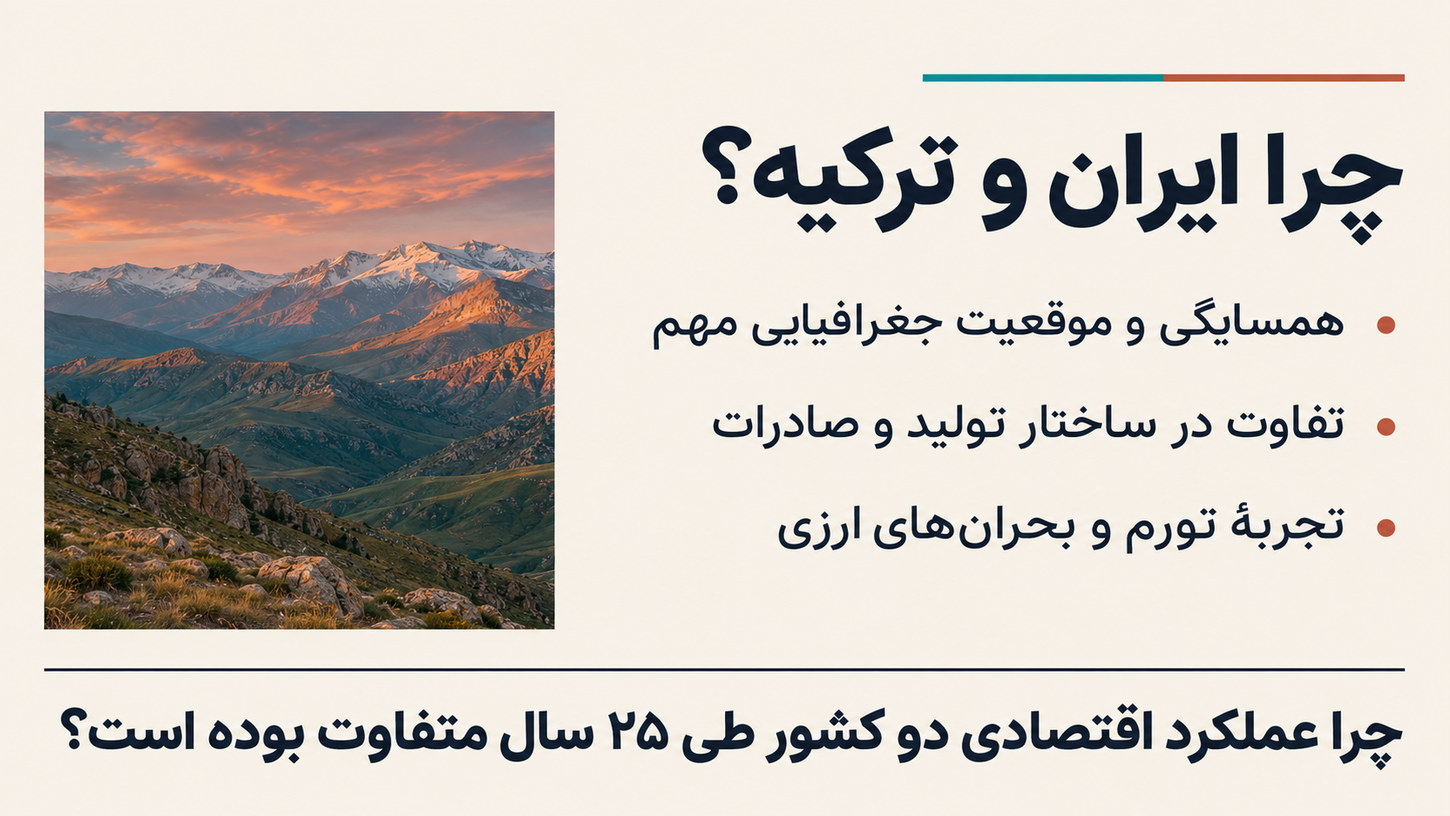 چرا ایران و ترکیه؟
همسایگی و موقعیت جغرافیایی مهم
تفاوت در ساختار تولید و صادرات
تجربهٔ تورم و بحران‌های ارزی
چرا عملکرد اقتصادی دو کشور طی ۲۵ سال متفاوت بوده است؟